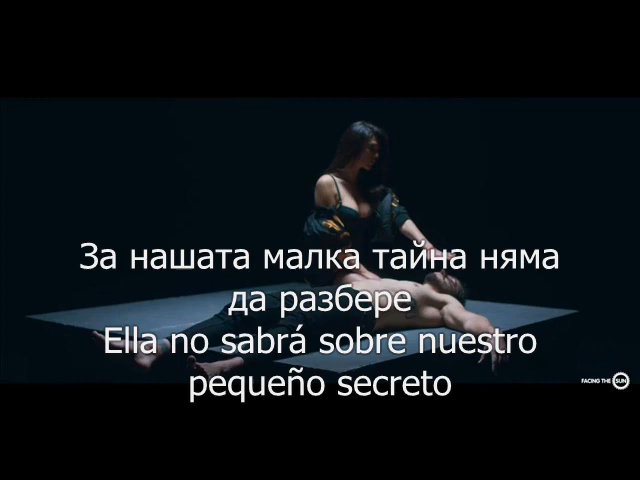 За нашата малка тайна няма
да разбере
Ella no sabrá sobre nuestro
pequeño secreto
FACING THE SUN